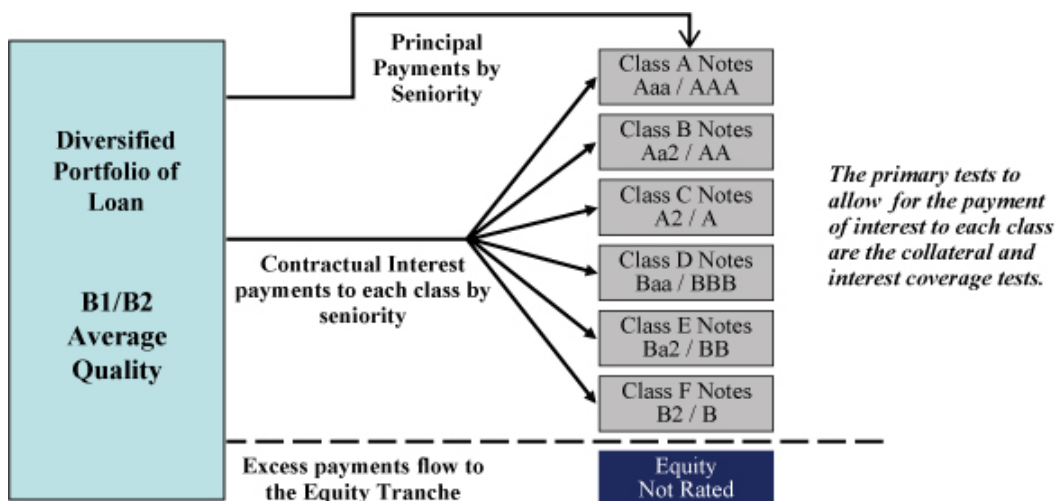 Diversified
Portfolio of
Loan
B1/B2
Average
Quality
Principal
Payments by
Seniority
Contractual Interest
payments to each class by
seniority
Excess payments flow to
the Equity Tranche
Class A Notes
Aaa / AAA
Class B Notes
Aa2 / AA
Class C Notes
A2 / A
Class D Notes
Baa / BBB
Class E Notes
Ba2 / BB
Class F Notes
B2 / B
Equity
Not Rated
The primary tests to
allow for the payment
of interest to each class
are the collateral and
interest coverage tests.